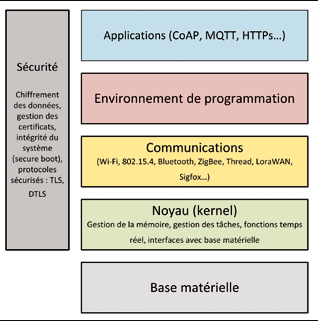 Sécurité
Chiffrement
des données,
gestion des
certificats,
intégrité du
système
(secure boot),
protocoles
sécurisés : TLS,
DTLS
Applications (CoAP, MQTT, HTTPs…)
Environnement de programmation
Communications
(Wi-Fi, 802.15.4, Bluetooth, ZigBee, Thread, LoraWAN,
Sigfox…)
Noyau (kernel)
Gestion de la mémoire, gestion des tâches, fonctions temps
réel, interfaces avec base matérielle
Base matérielle